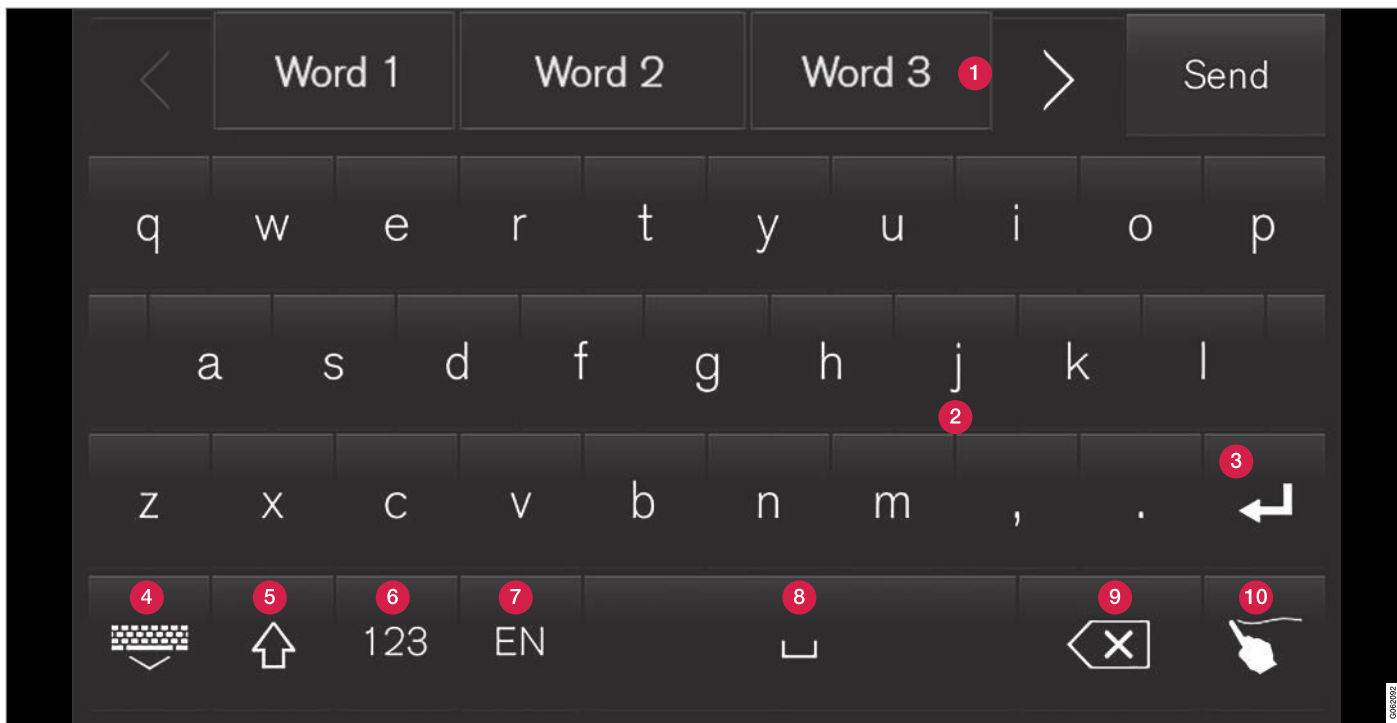 Word 1 Word 2 Word 3 1 Send
q w e r t y u i o p
a s d f g h j k l
2
3
z x c v b n m , .
4 5 6 7 8 9 10
123 EN
G062092